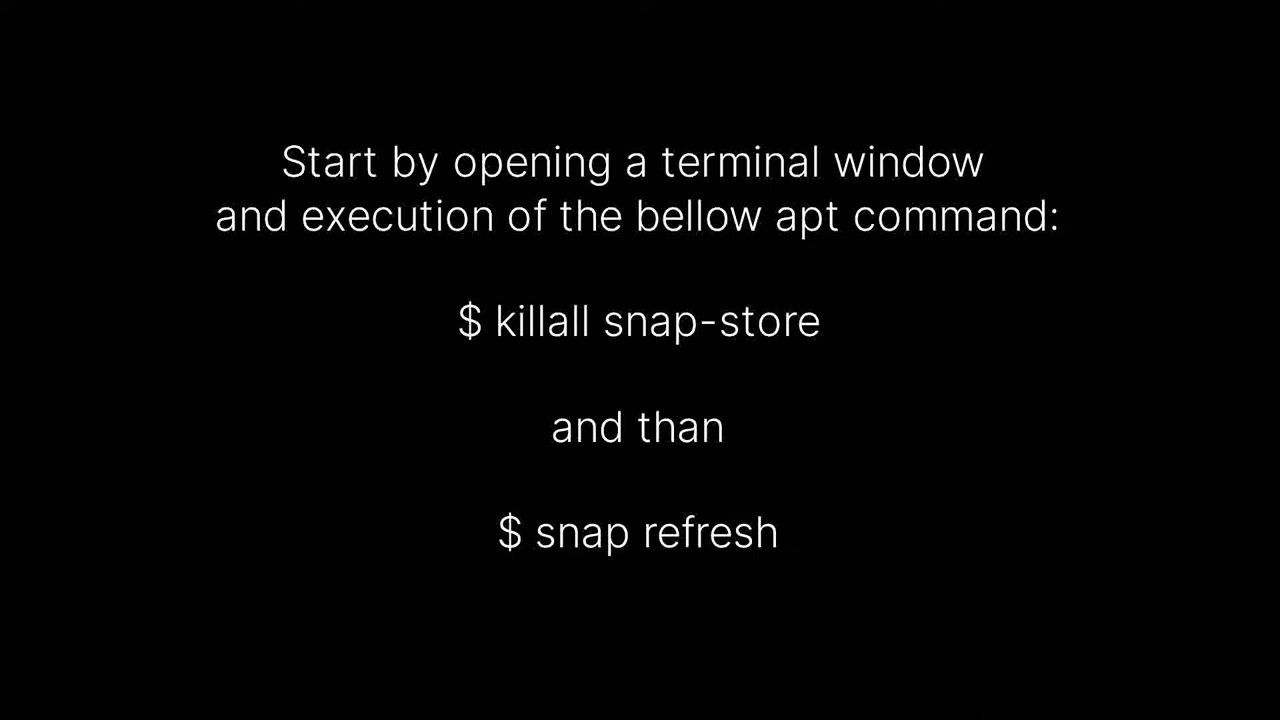 Start by opening a terminal window
and execution of the bellow apt command:
$ killall snap-store
and than
$ snap refresh